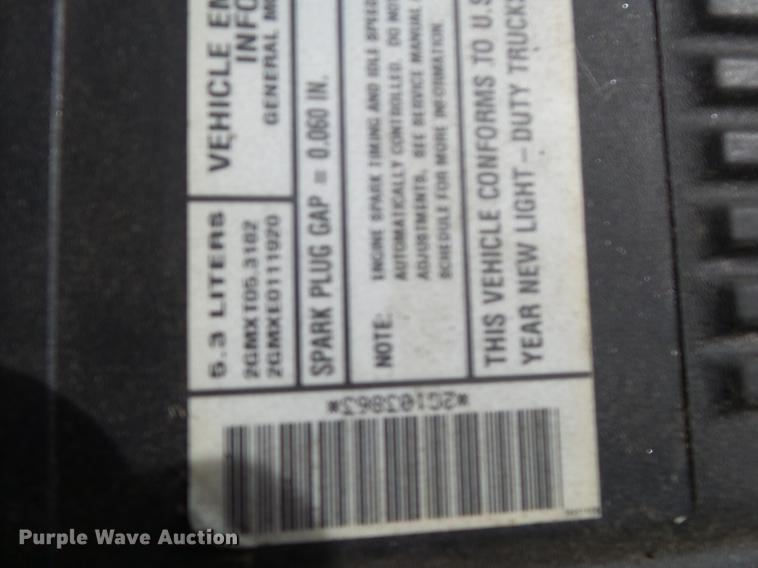 VEHICLE EM
INFO
GENERAL MO
5.3 LITERS
2GMXT05.3182
2GMXE0111920
SPARK PLUG GAP = 0.060 IN.
NOTE: ENGINE SPARK TIMING AND IDLE SPEED
AUTOMATICALLY CONTROLLED. DO NOT
ADJUSTMENTS. SEE SERVICE MANUAL
SCHEDULE FOR MORE INFORMATION
THIS VEHICLE CONFORMS TO U.S
YEAR NEW LIGHT - DUTY TRUCKS
*2G103863*
Purple Wave Auction